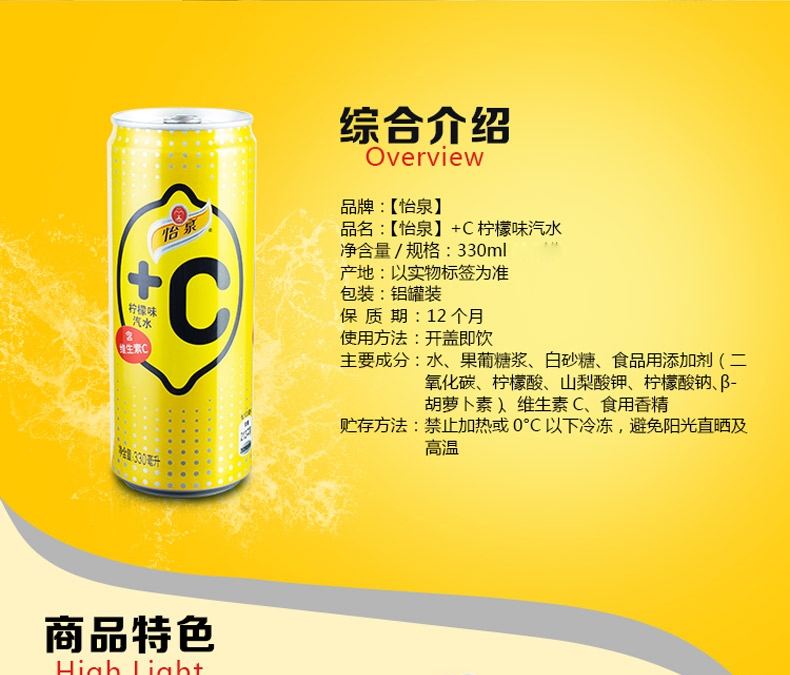 综合介绍
Overview
品牌：【怡泉】
品名：【怡泉】+C 柠檬味汽水
净含量 / 规格：330ml
产地：以实物标签为准
包装：铝罐装
保 质 期：12 个月
使用方法：开盖即饮
主要成分：水、果葡糖浆、白砂糖、食品用添加剂（二
氧化碳、柠檬酸、山梨酸钾、柠檬酸钠、β-
胡萝卜素）、维生素 C、食用香精
贮存方法：禁止加热或 0°C 以下冷冻，避免阳光直晒及
高温
怡泉
+C
柠檬味
汽水
含
维生素C
净含量:330毫升
商品特色
High Light